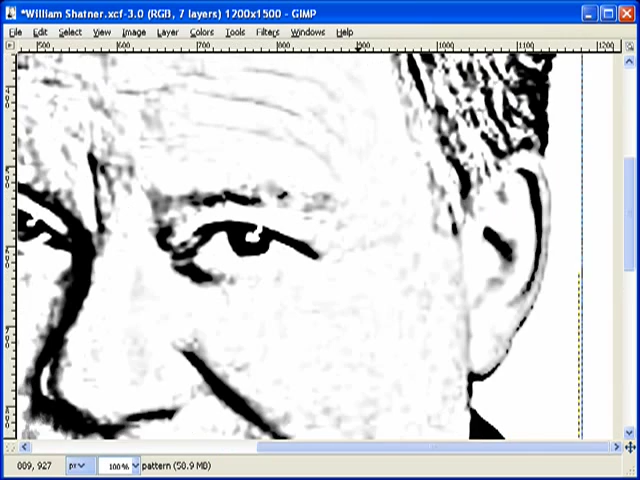 *William Shatner.xcf-3.0 (RGB, 7 layers) 1200x1500 – GIMP
File Edit Select View Image Layer Colors Tools Filters Windows Help
500 600 700 800 900 1000 1100 1200
009, 927 px 100% pattern (50.9 MB)